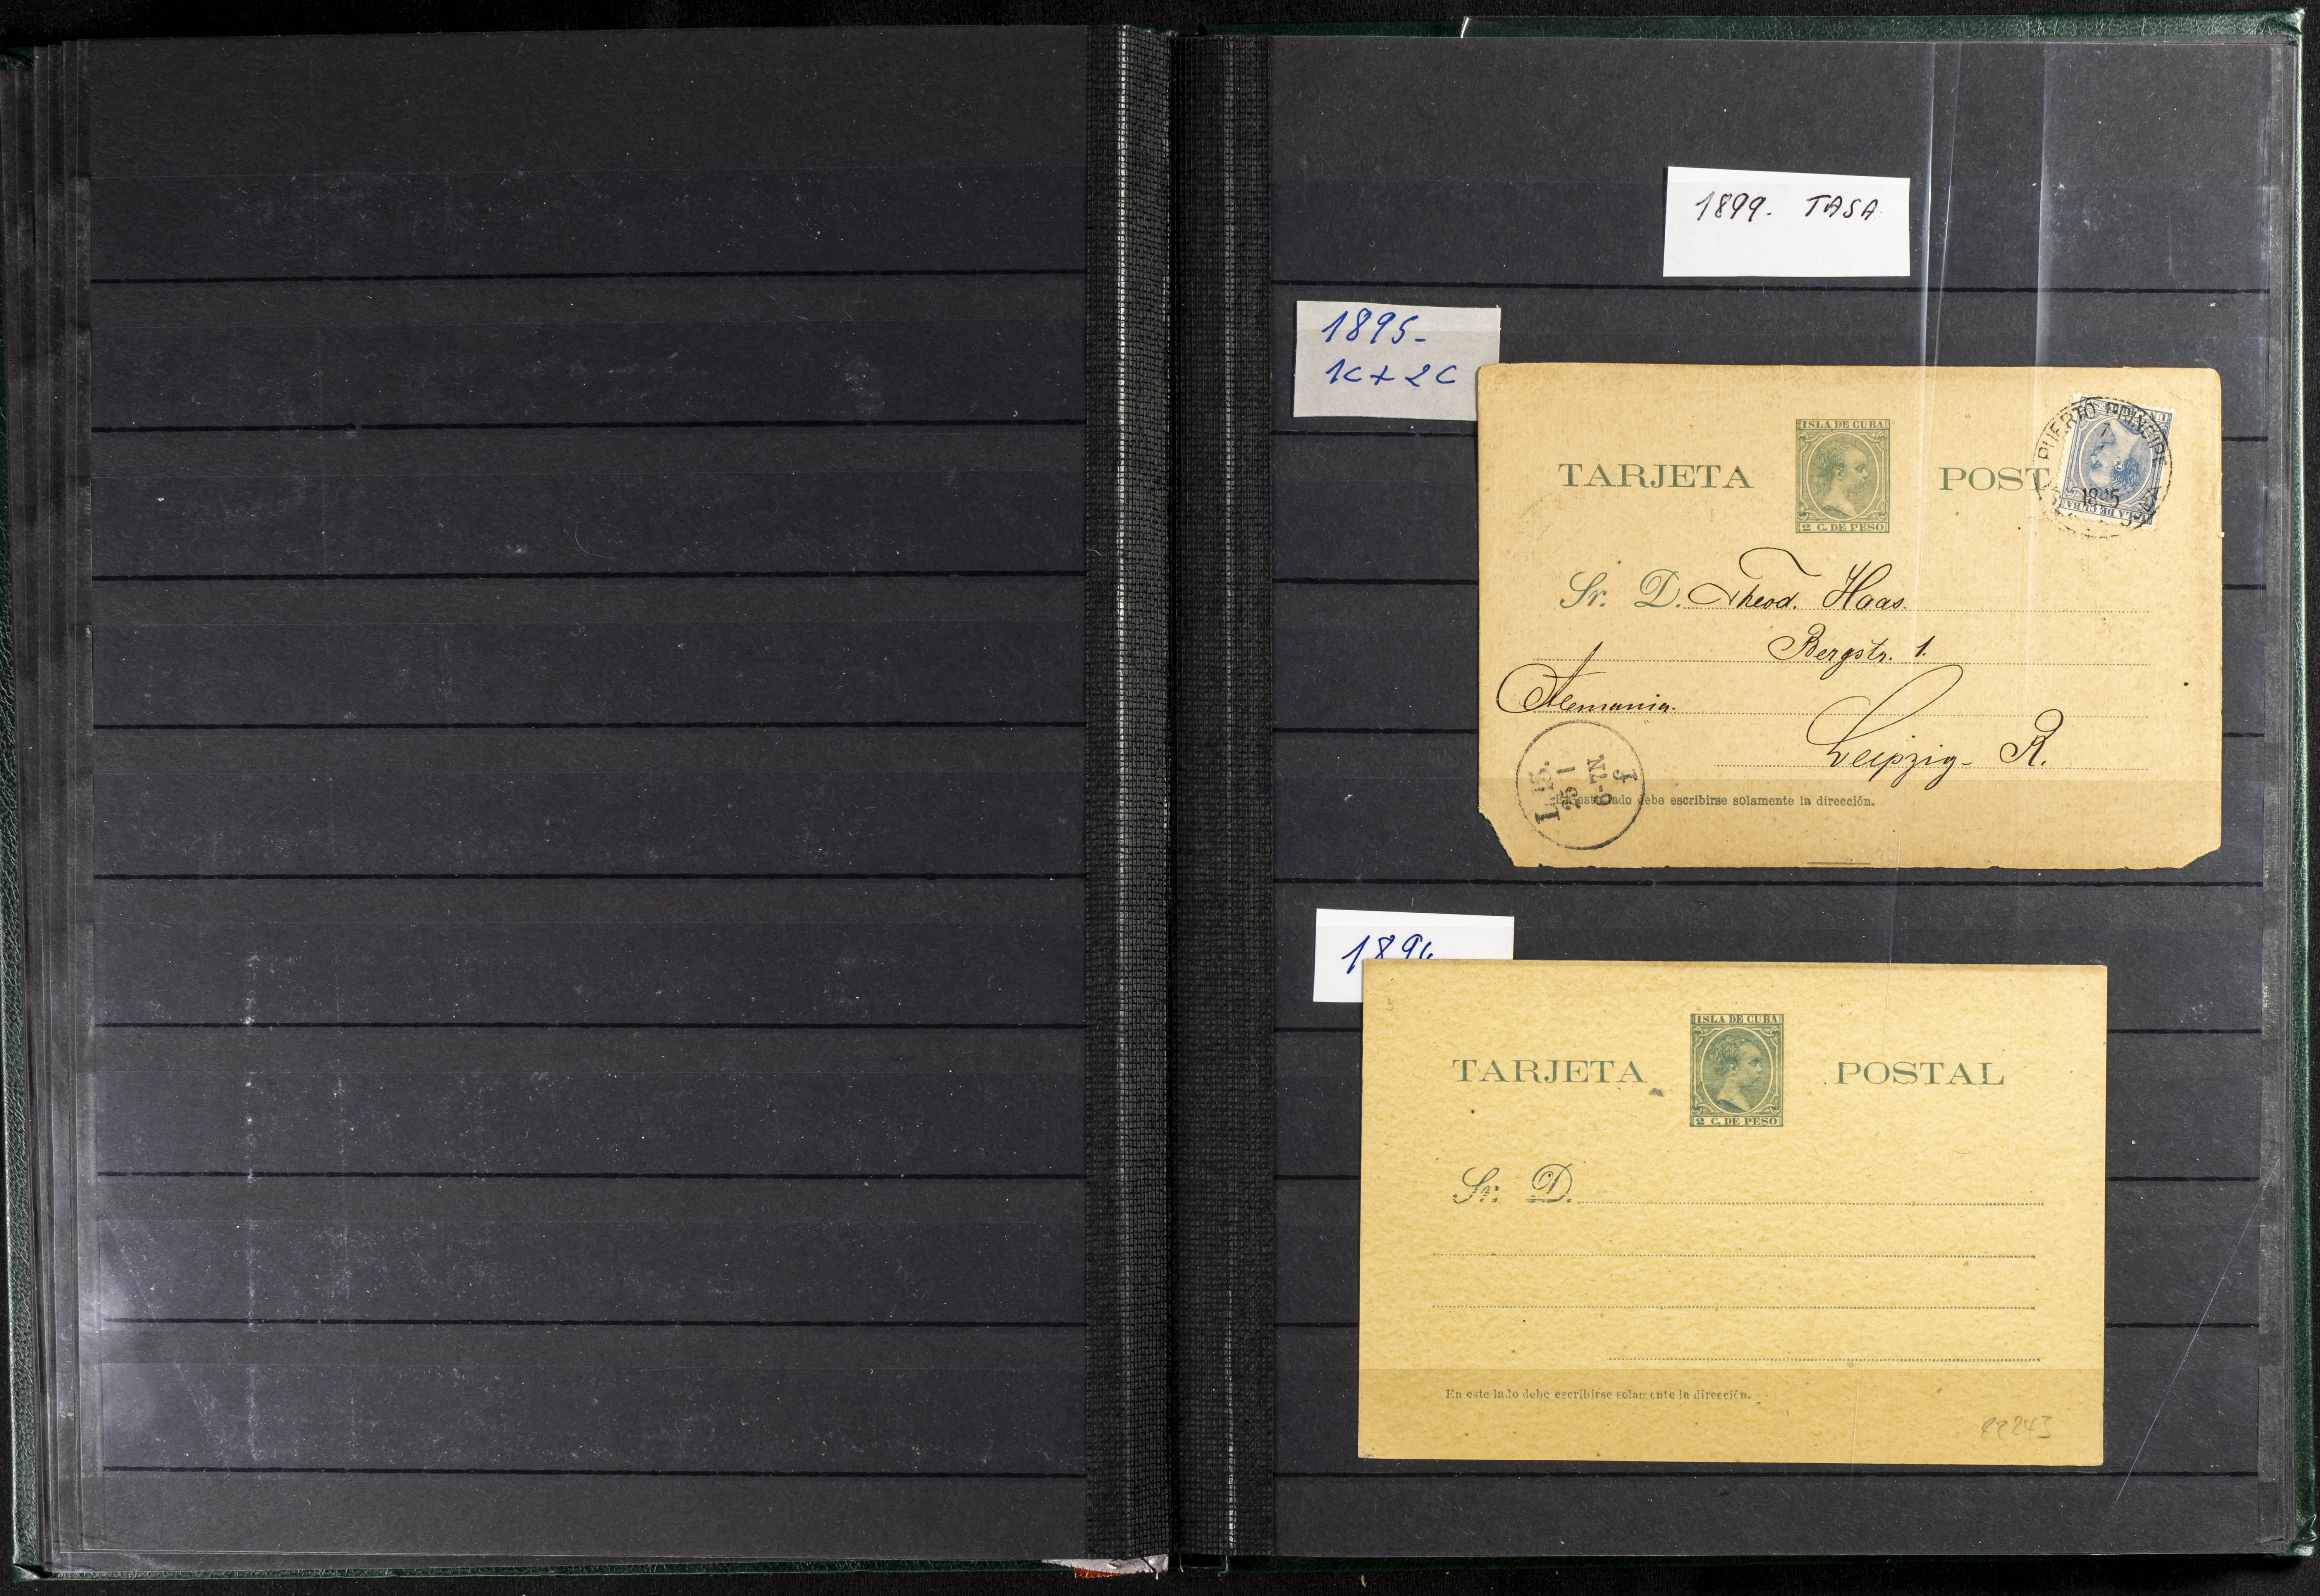 1899. TASA
1895-
1C + 2C
ISLA DE CUBA
TARJETA POST
2 C. DE PESO
PUERTO PRINCIPE
Sr. D. Theod. Haas.
Bergstr. 1.
Alemania.
Leipzig- R.
debe escribirse solamente la dirección.
ISLA DE CUBA
TARJETA POSTAL
2 C. DE PESO
Sr. D.
En este lado debe escribirse solamente la dirección.